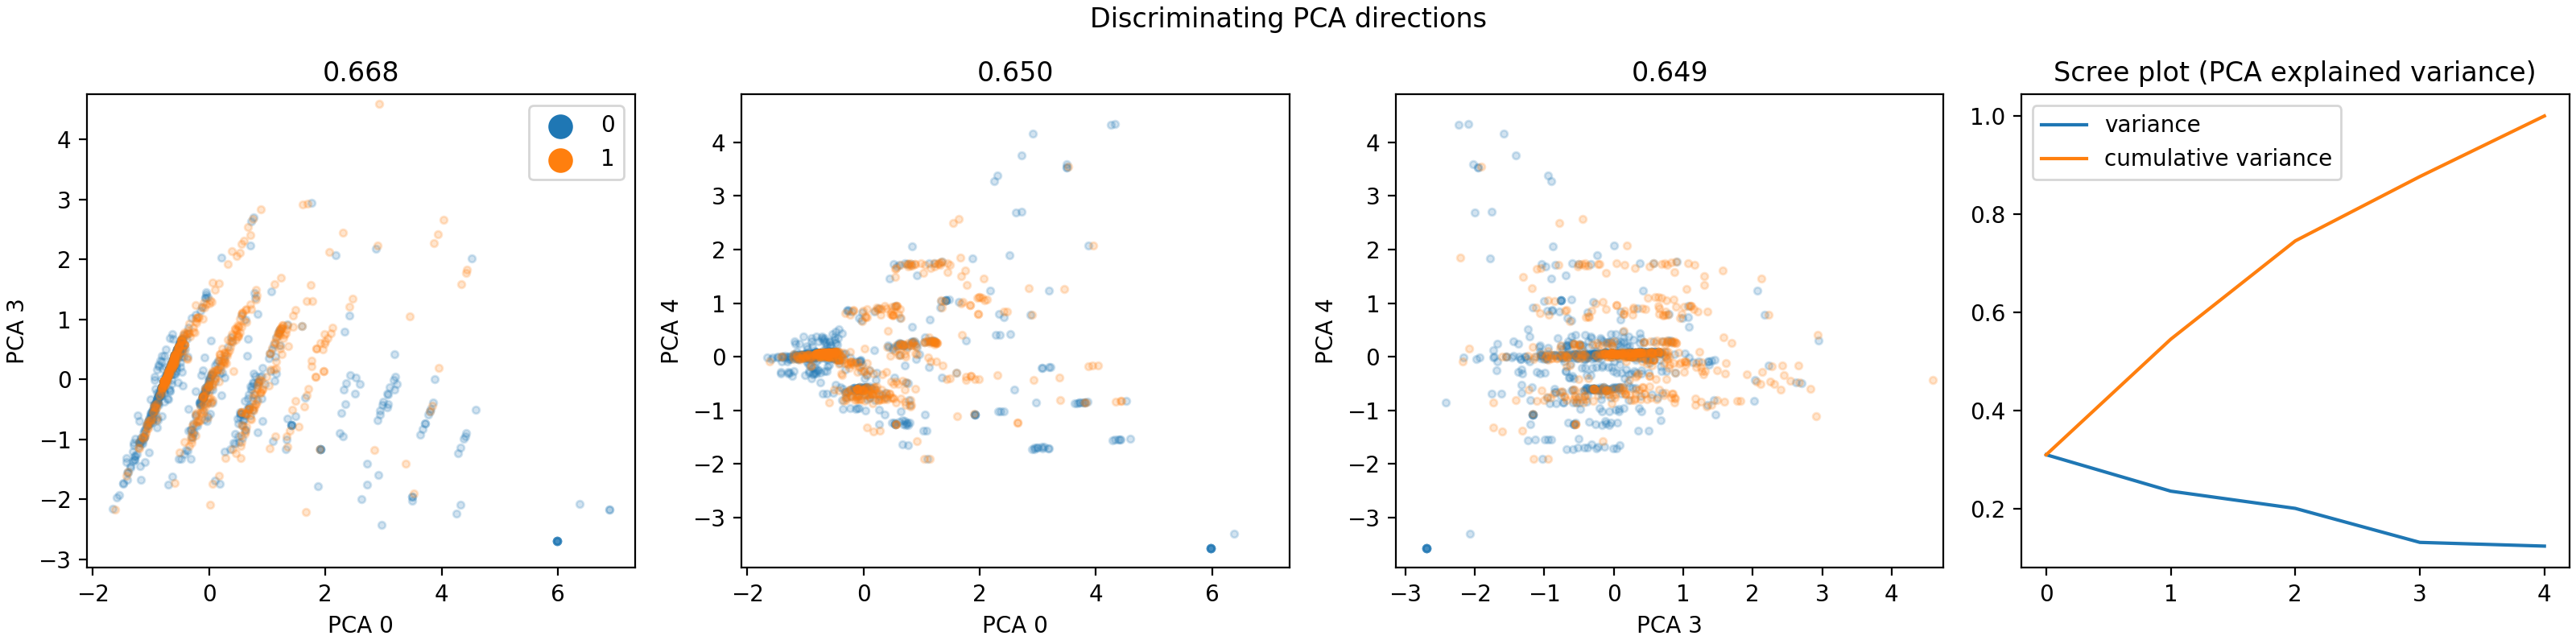 Discriminating PCA directions
0.668
4
3
2
1
0
−1
−2
−3
PCA 3
−2 0 2 4 6
PCA 0
0
1
0.650
4
3
2
1
0
−1
−2
−3
PCA 4
−2 0 2 4 6
PCA 0
0.649
4
3
2
1
0
−1
−2
−3
PCA 4
−3 −2 −1 0 1 2 3 4
PCA 3
Scree plot (PCA explained variance)
1.0
0.8
0.6
0.4
0.2
variance
cumulative variance
0 1 2 3 4